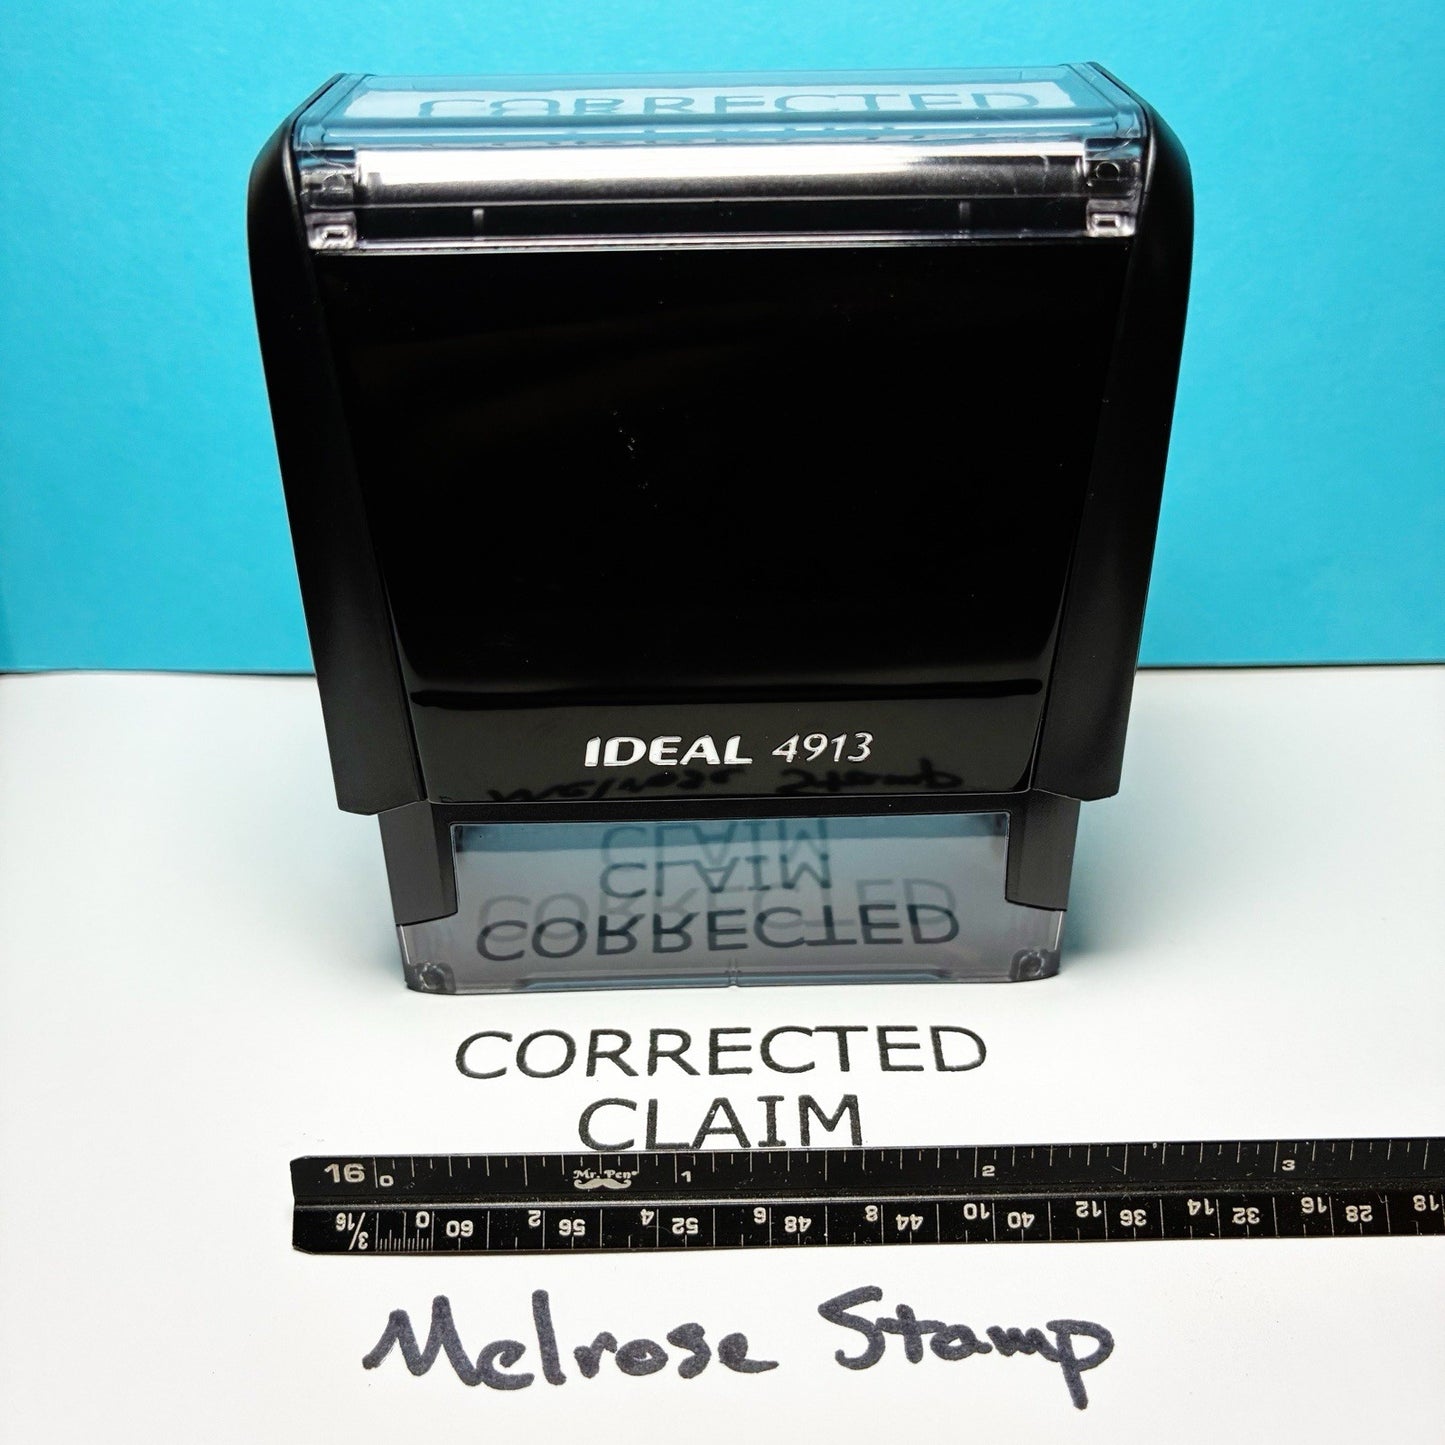 CORRECTED
IDEAL 4913
CLAIM
CORRECTED
CORRECTED
CLAIM
16 0 1 2 3
Mr. Pen
3/16 0 60 2 56 4 52 6 48 8 44 10 40 12 36 14 32 16 28 18
Melrose Stamp